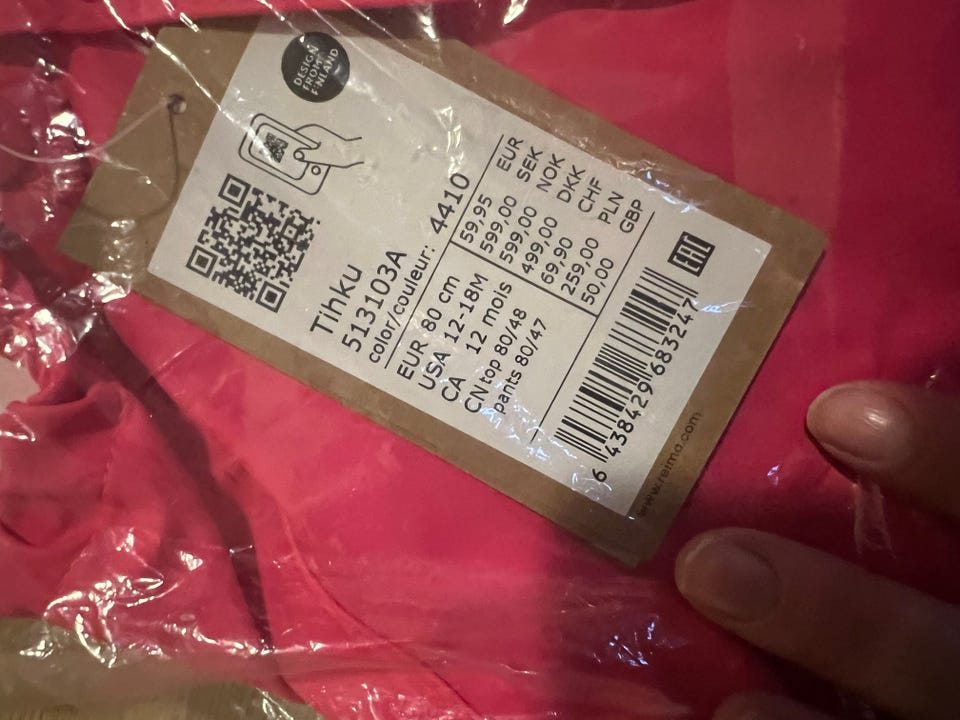 DESIGN
FROM
FINLAND
Tihku
513103A
color/couleur: 4410
EUR 80 cm
USA 12-18M
CA 12 mois
CN top 80/48
pants 80/47
59,95 EUR
599,00 SEK
599,00 NOK
499,00 DKK
69,90 CHF
259,00 PLN
50,00 GBP
6 438429 683247
EAC
www.reima.com